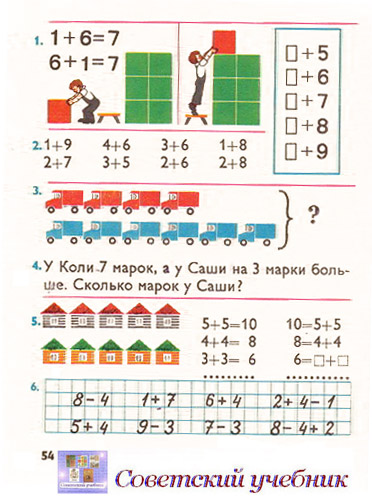 1. 1+6=7
6+1=7
□+5
□+6
□+7
□+8
□+9
2. 1+9 4+6 3+6 1+8
2+7 3+5 2+6 2+8
3. ?
4. У Коли 7 марок, а у Саши на 3 марки боль-
ше. Сколько марок у Саши?
5. 5+5=10 10=5+5
4+4= 8 8=4+4
3+3= 6 6=□+□
6. 8-4 1+7 6+4 2+4-1
5+4 9-3 7-3 8-4+2
54
Советский учебник